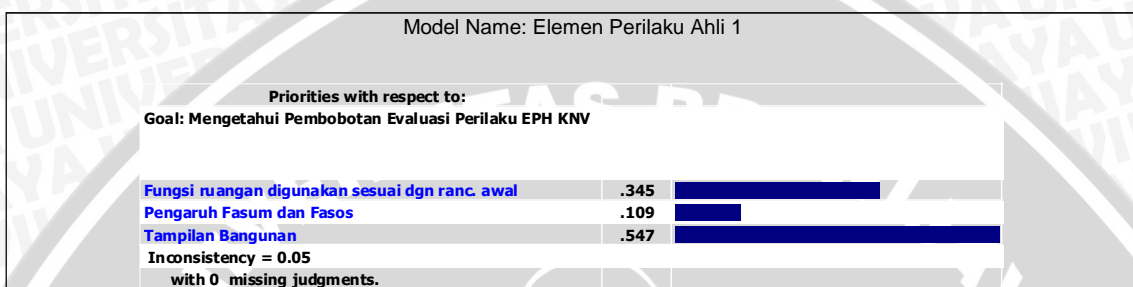 Model Name: Elemen Perilaku Ahli 1
Priorities with respect to:
Goal: Mengetahui Pembobotan Evaluasi Perilaku EPH KNV
Fungsi ruangan digunakan sesuai dgn ranc. awal .345
Pengaruh Fasum dan Fasos .109
Tampilan Bangunan .547
Inconsistency = 0.05
with 0 missing judgments.